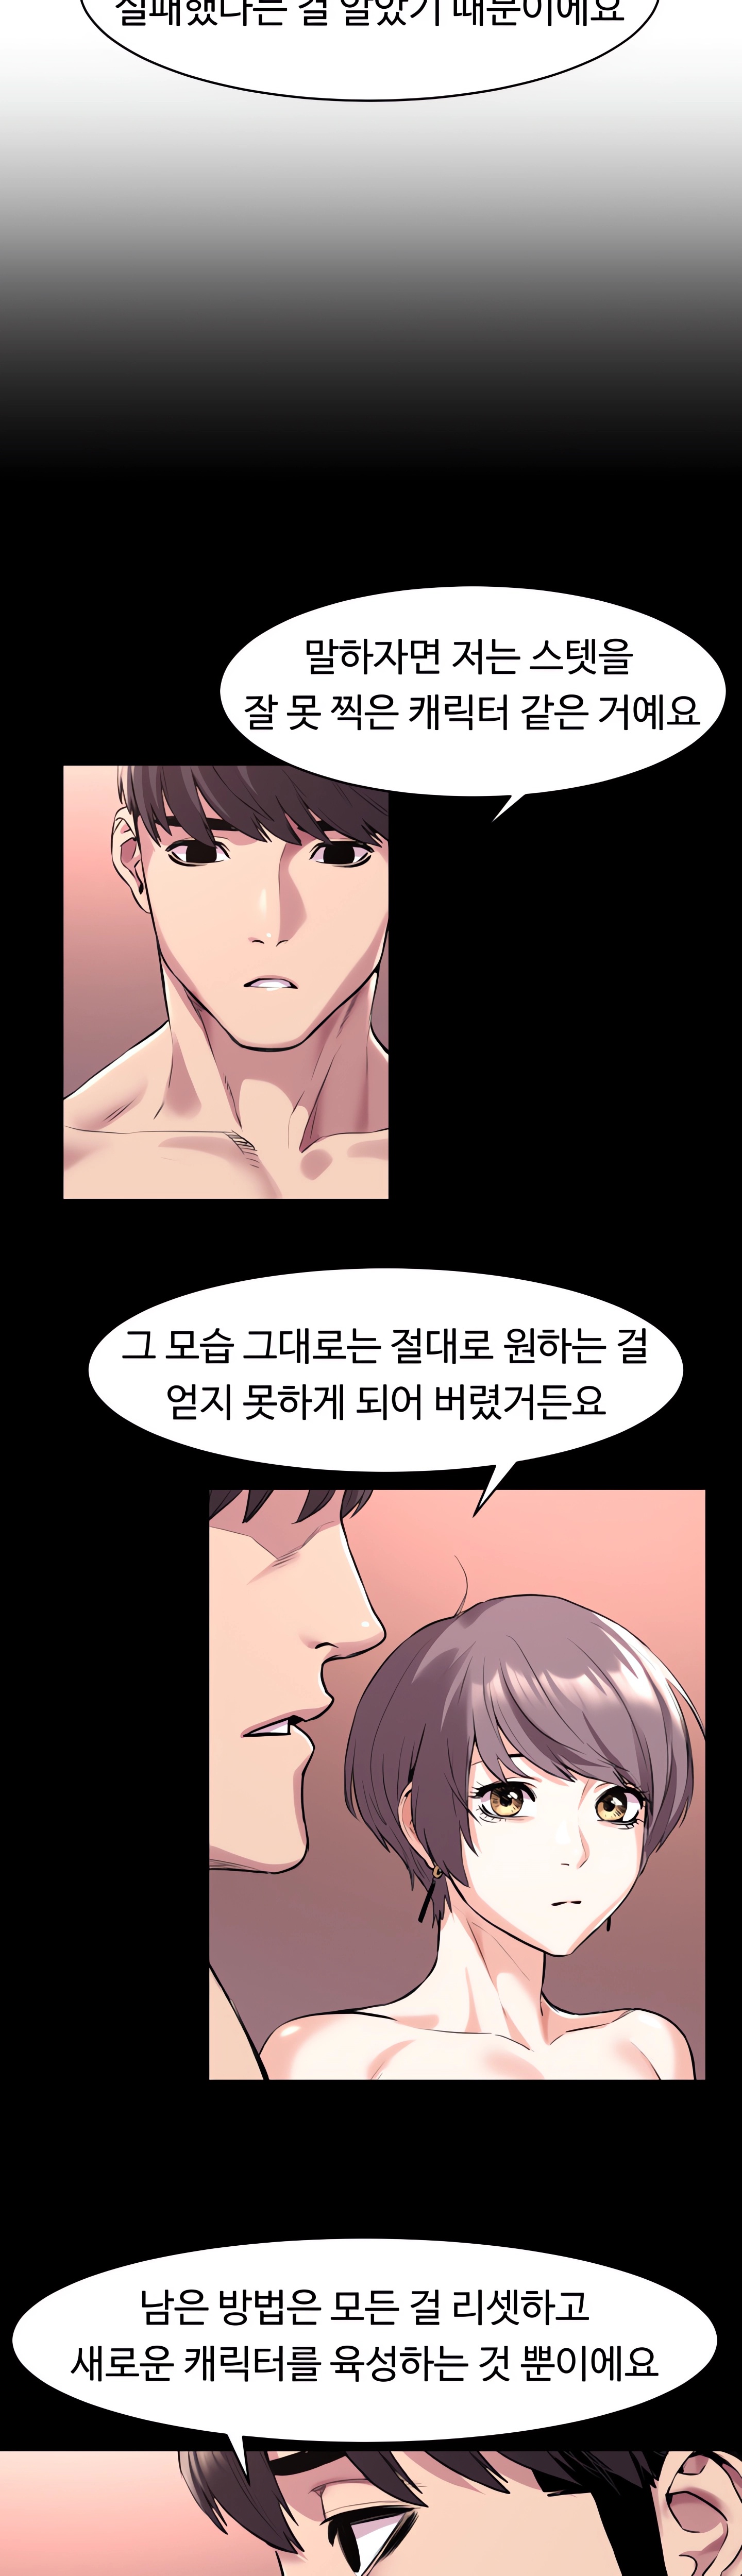 실패했다는 걸 알았기 때문이에요
말하자면 저는 스텟을
잘 못 찍은 캐릭터 같은 거예요
그 모습 그대로는 절대로 원하는 걸
얻지 못하게 되어 버렸거든요
남은 방법은 모든 걸 리셋하고
새로운 캐릭터를 육성하는 것 뿐이에요